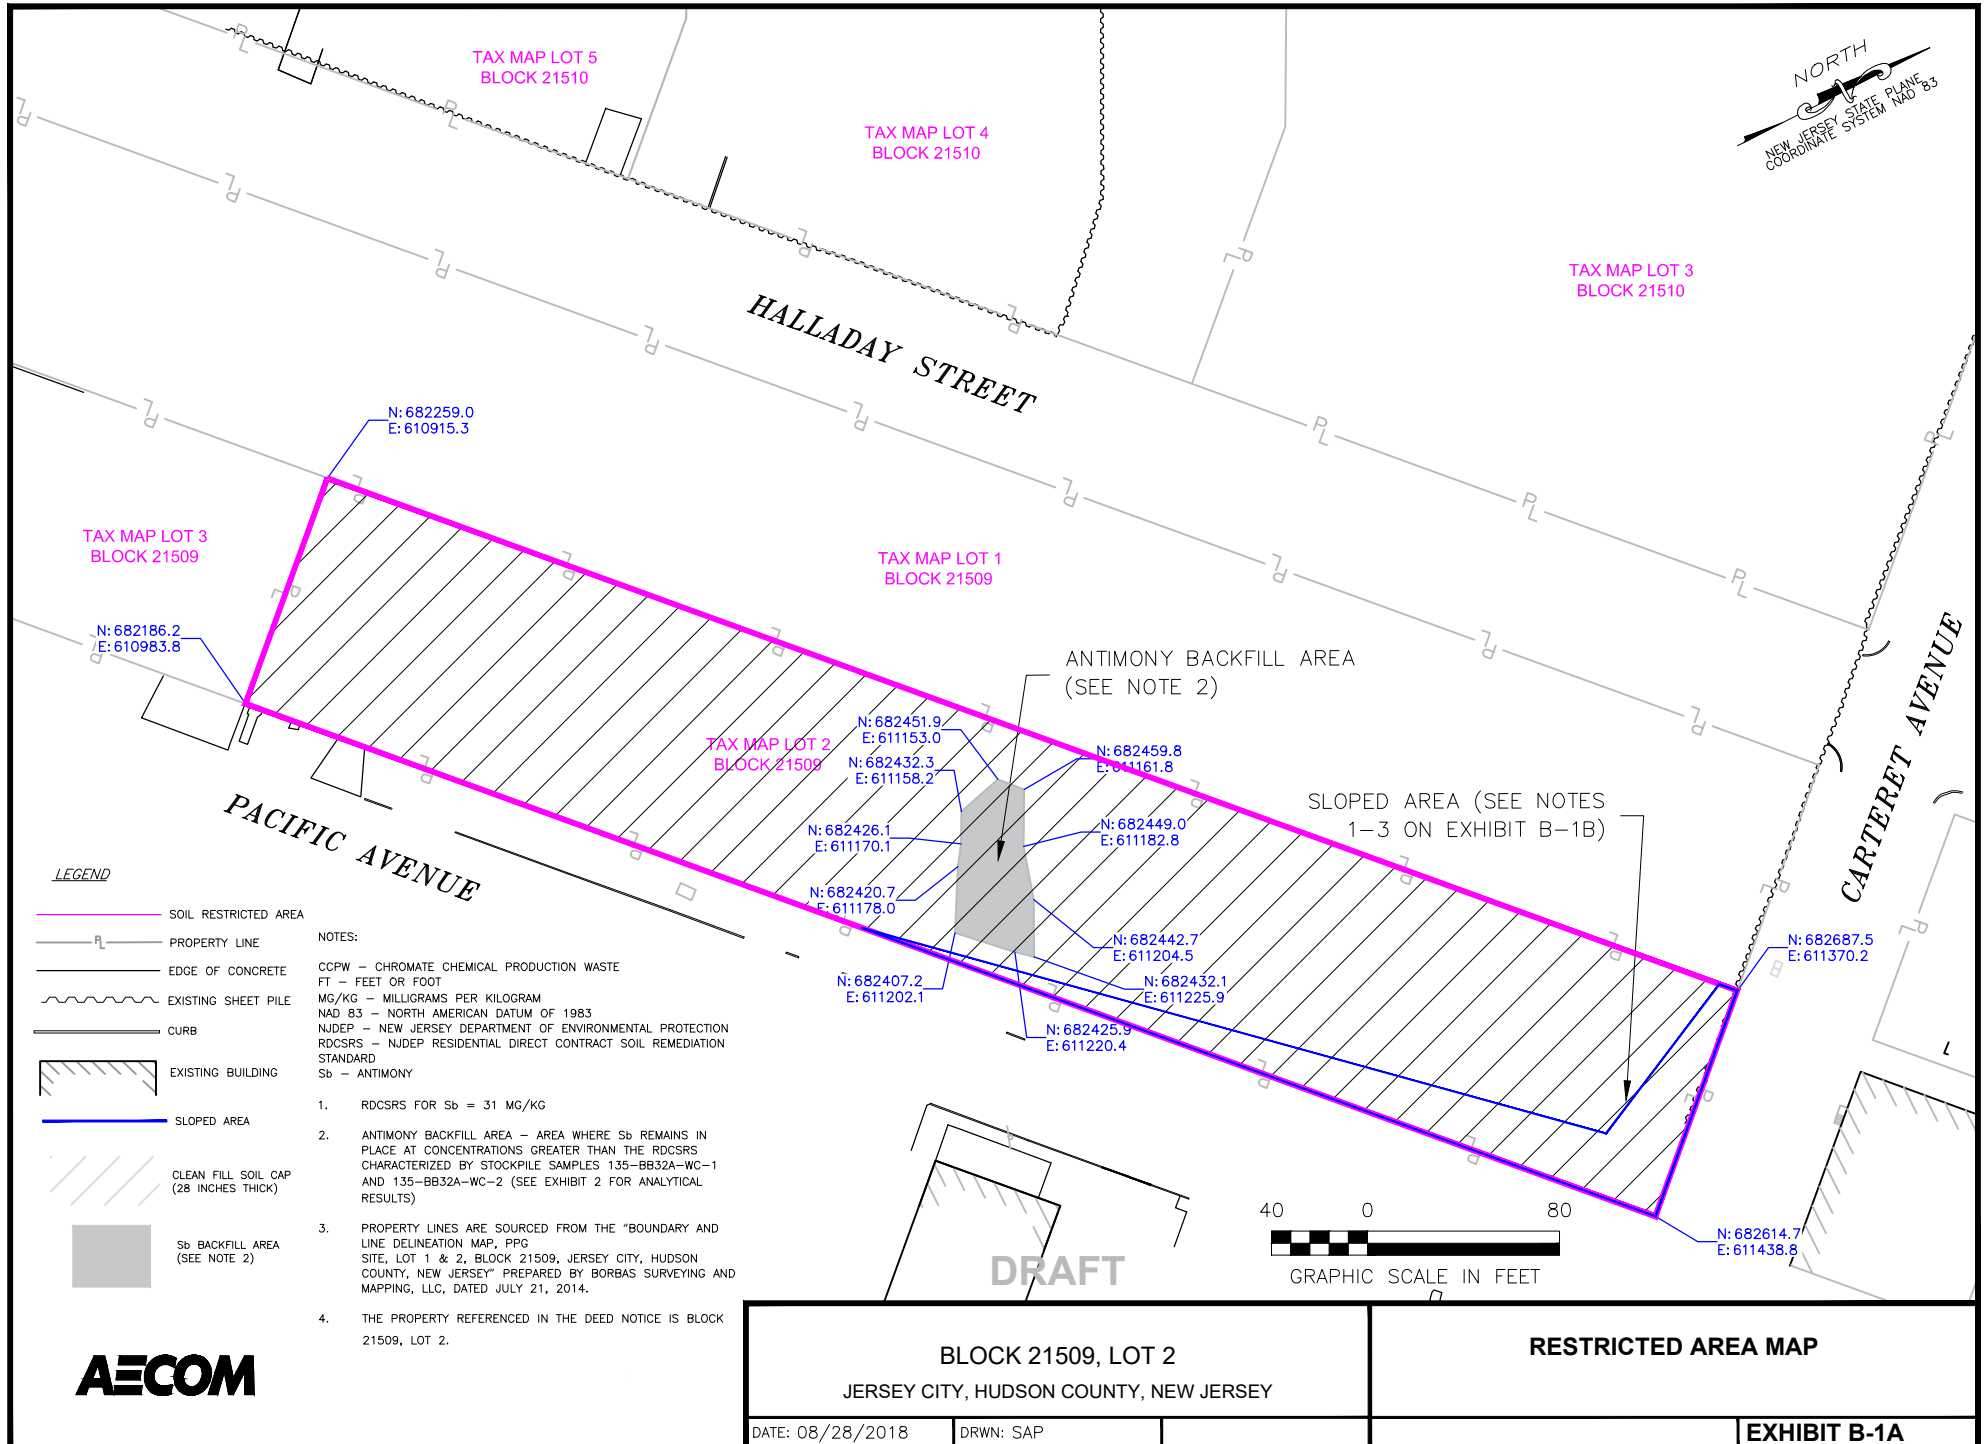 TAX MAP LOT 5
BLOCK 21510
TAX MAP LOT 4
BLOCK 21510
NORTH
NEW JERSEY STATE PLANE
COORDINATE SYSTEM NAD 83
TAX MAP LOT 3
BLOCK 21510
HALLADAY STREET
N: 682259.0
E: 610915.3
TAX MAP LOT 3
BLOCK 21509
TAX MAP LOT 1
BLOCK 21509
N: 682186.2
E: 610983.8
ANTIMONY BACKFILL AREA
(SEE NOTE 2)
CARTERET AVENUE
TAX MAP LOT 2
BLOCK 21509
N: 682451.9
E: 611153.0
N: 682459.8
E: 611161.8
N: 682432.3
E: 611158.2
SLOPED AREA (SEE NOTES
1-3 ON EXHIBIT B-1B)
N: 682426.1
E: 611170.1
N: 682449.0
E: 611182.8
PACIFIC AVENUE
N: 682420.7
E: 611178.0
N: 682442.7
E: 611204.5
N: 682687.5
E: 611370.2
N: 682407.2
E: 611202.1
N: 682432.1
E: 611225.9
N: 682425.9
E: 611220.4
N: 682614.7
E: 611438.8
LEGEND
SOIL RESTRICTED AREA
PL PROPERTY LINE
EDGE OF CONCRETE
EXISTING SHEET PILE
CURB
EXISTING BUILDING
SLOPED AREA
CLEAN FILL SOIL CAP
(28 INCHES THICK)
Sb BACKFILL AREA
(SEE NOTE 2)
NOTES:
CCPW – CHROMATE CHEMICAL PRODUCTION WASTE
FT – FEET OR FOOT
MG/KG – MILLIGRAMS PER KILOGRAM
NAD 83 – NORTH AMERICAN DATUM OF 1983
NJDEP – NEW JERSEY DEPARTMENT OF ENVIRONMENTAL PROTECTION
RDCSRS – NJDEP RESIDENTIAL DIRECT CONTRACT SOIL REMEDIATION
STANDARD
Sb – ANTIMONY
1. RDCSRS FOR Sb = 31 MG/KG
2. ANTIMONY BACKFILL AREA – AREA WHERE Sb REMAINS IN
PLACE AT CONCENTRATIONS GREATER THAN THE RDCSRS
CHARACTERIZED BY STOCKPILE SAMPLES 135-BB32A-WC-1
AND 135-BB32A-WC-2 (SEE EXHIBIT 2 FOR ANALYTICAL
RESULTS)
3. PROPERTY LINES ARE SOURCED FROM THE "BOUNDARY AND
LINE DELINEATION MAP, PPG
SITE, LOT 1 & 2, BLOCK 21509, JERSEY CITY, HUDSON
COUNTY, NEW JERSEY" PREPARED BY BORBAS SURVEYING AND
MAPPING, LLC, DATED JULY 21, 2014.
4. THE PROPERTY REFERENCED IN THE DEED NOTICE IS BLOCK
21509, LOT 2.
40 0 80
GRAPHIC SCALE IN FEET
DRAFT
AECOM
BLOCK 21509, LOT 2
JERSEY CITY, HUDSON COUNTY, NEW JERSEY
RESTRICTED AREA MAP
DATE: 08/28/2018
DRWN: SAP
EXHIBIT B-1A